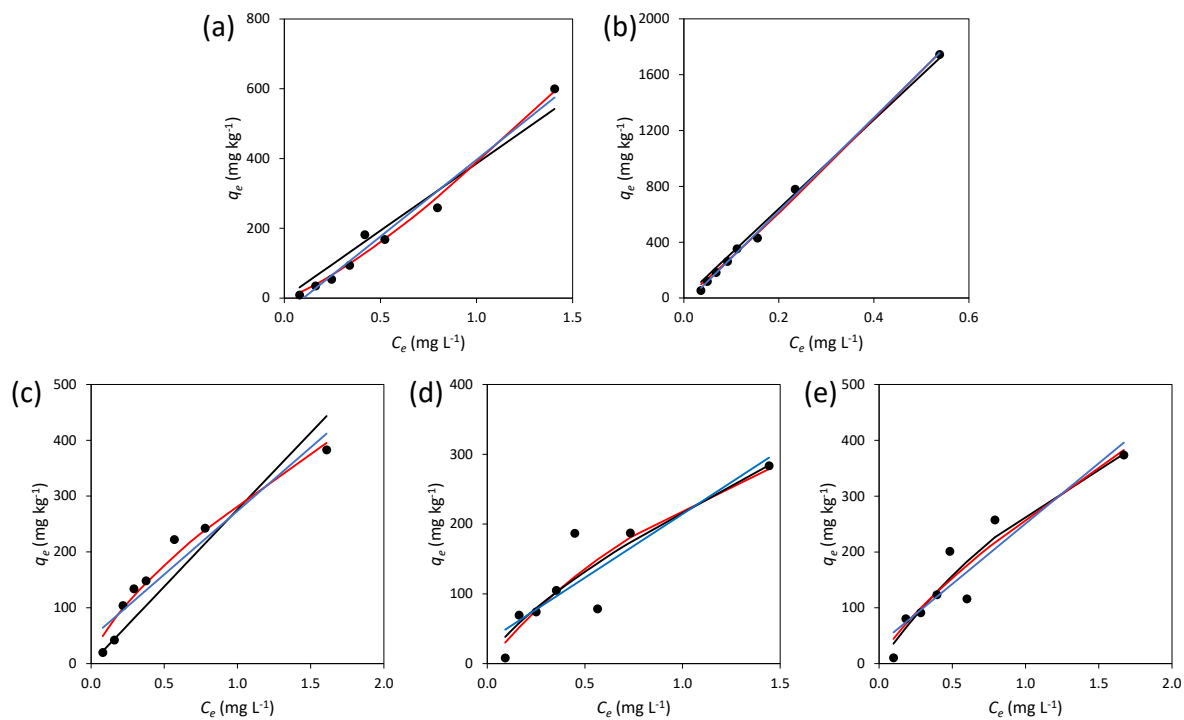 (a)
800
600
400
200
0
0.0 0.5 1.0 1.5
qe (mg kg-1)
Ce (mg L-1)
(b)
2000
1600
1200
800
400
0
0.0 0.2 0.4 0.6
qe (mg kg-1)
Ce (mg L-1)
(c)
500
400
300
200
100
0
0.0 0.5 1.0 1.5 2.0
qe (mg kg-1)
Ce (mg L-1)
(d)
400
300
200
100
0
0.0 0.5 1.0 1.5
qe (mg kg-1)
Ce (mg L-1)
(e)
500
400
300
200
100
0
0.0 0.5 1.0 1.5 2.0
qe (mg kg-1)
Ce (mg L-1)